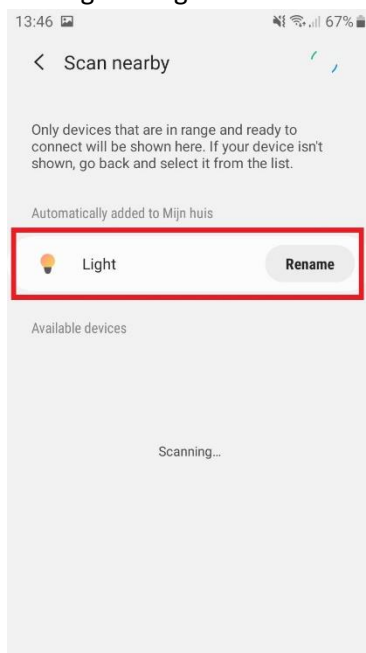 13:46 67%
Scan nearby
Only devices that are in range and ready to
connect will be shown here. If your device isn't
shown, go back and select it from the list.
Automatically added to Mijn huis
Light Rename
Available devices
Scanning...